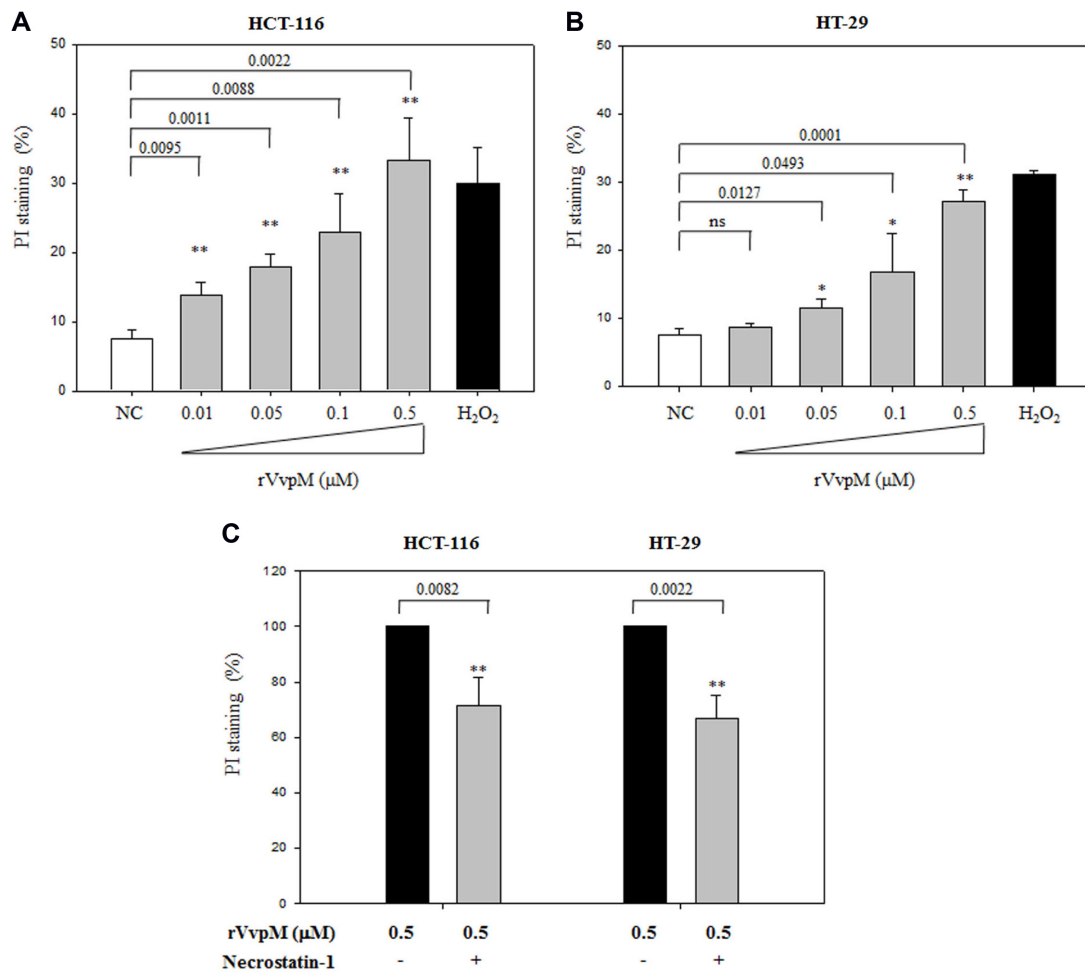 A
HCT-116
PI staining (%)
50
40
30
20
10
0
0.0022
0.0088
0.0011
0.0095
**
**
**
**
NC 0.01 0.05 0.1 0.5 H₂O₂
rVvpM (μM)
B
HT-29
PI staining (%)
50
40
30
20
10
0
0.0001
0.0493
0.0127
ns
**
*
*
NC 0.01 0.05 0.1 0.5 H₂O₂
rVvpM (μM)
C
HCT-116 HT-29
PI staining (%)
120
100
80
60
40
20
0
0.0082 0.0022
** **
rVvpM (μM) 0.5 0.5 0.5 0.5
Necrostatin-1 - + - +